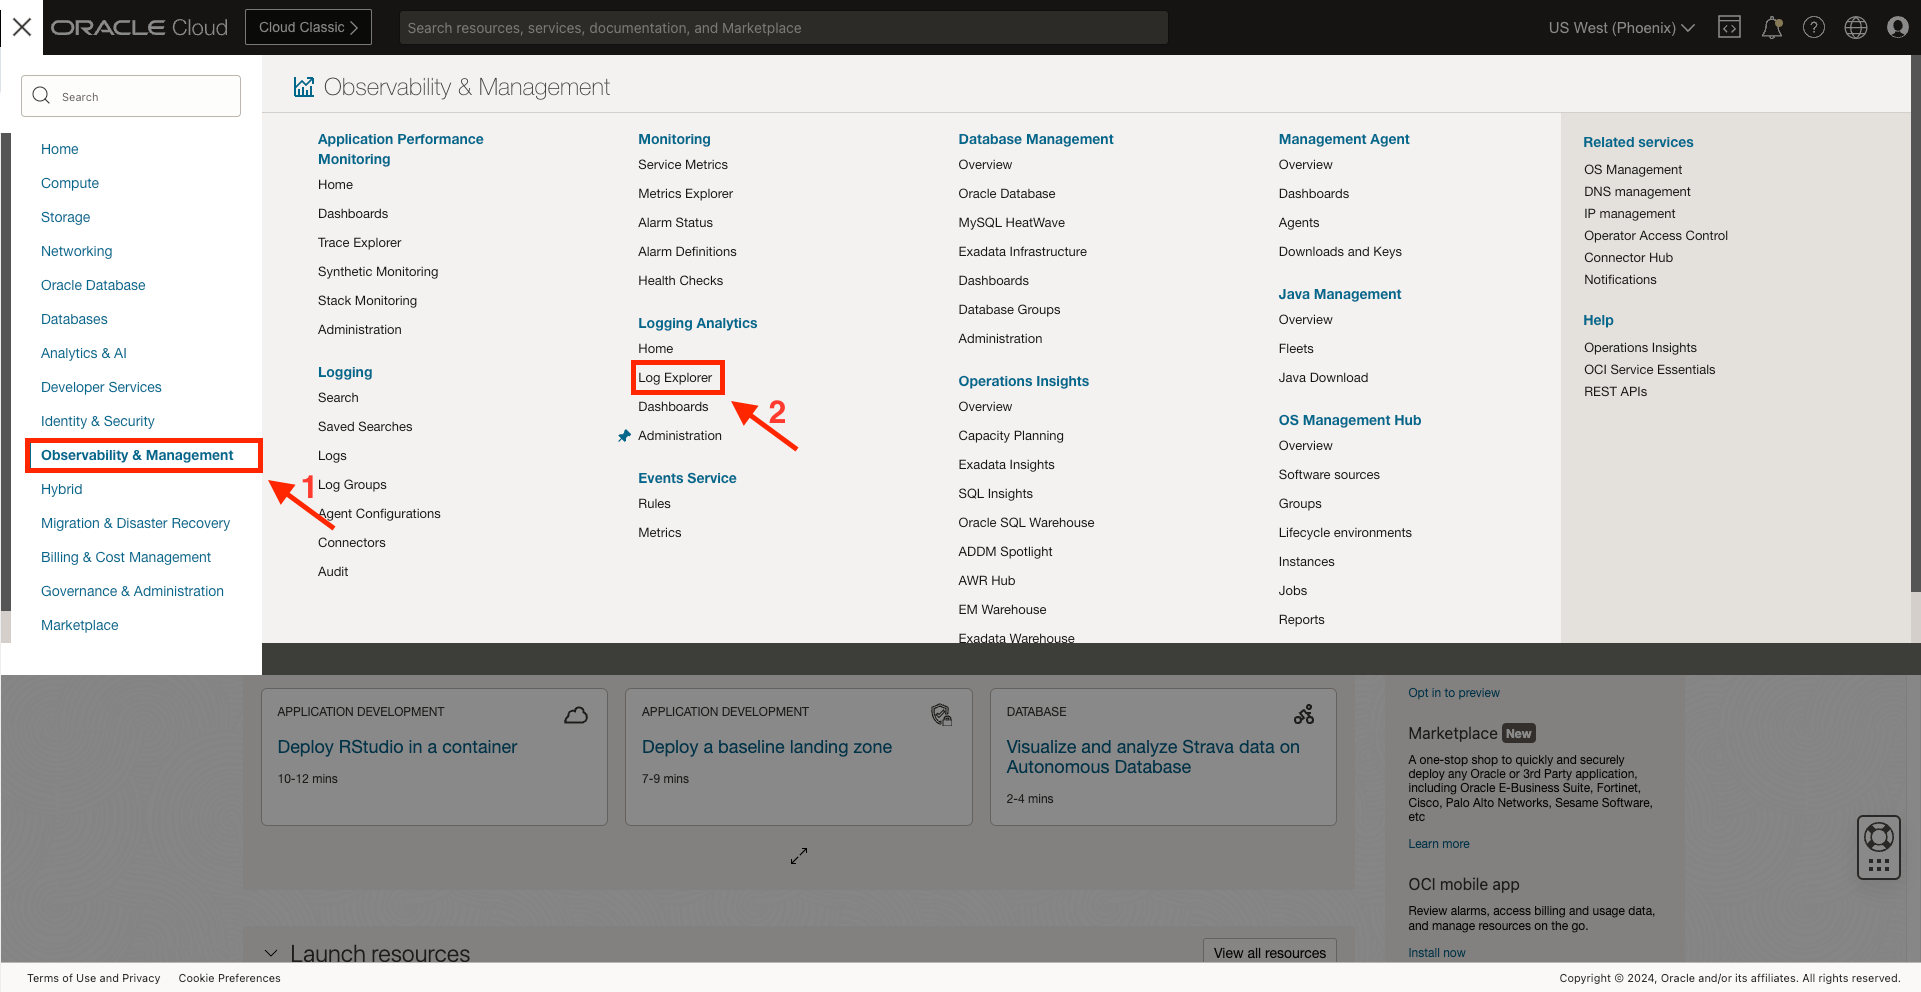 ORACLE Cloud
Cloud Classic
Search resources, services, documentation, and Marketplace
US West (Phoenix)
Search
Home
Compute
Storage
Networking
Oracle Database
Databases
Analytics & AI
Developer Services
Identity & Security
Observability & Management
1
Hybrid
Migration & Disaster Recovery
Billing & Cost Management
Governance & Administration
Marketplace
Observability & Management
Application Performance
Monitoring
Home
Dashboards
Trace Explorer
Synthetic Monitoring
Stack Monitoring
Administration
Logging
Search
Saved Searches
Logs
Log Groups
Agent Configurations
Connectors
Audit
Monitoring
Service Metrics
Metrics Explorer
Alarm Status
Alarm Definitions
Health Checks
Logging Analytics
Home
Log Explorer
2
Dashboards
Administration
Events Service
Rules
Metrics
Database Management
Overview
Oracle Database
MySQL HeatWave
Exadata Infrastructure
Dashboards
Database Groups
Administration
Operations Insights
Overview
Capacity Planning
Exadata Insights
SQL Insights
Oracle SQL Warehouse
ADDM Spotlight
AWR Hub
EM Warehouse
Exadata Warehouse
Management Agent
Overview
Dashboards
Agents
Downloads and Keys
Java Management
Overview
Fleets
Java Download
OS Management Hub
Overview
Software sources
Groups
Lifecycle environments
Instances
Jobs
Reports
Related services
OS Management
DNS management
IP management
Operator Access Control
Connector Hub
Notifications
Help
Operations Insights
OCI Service Essentials
REST APIs
APPLICATION DEVELOPMENT
Deploy RStudio in a container
10-12 mins
APPLICATION DEVELOPMENT
Deploy a baseline landing zone
7-9 mins
DATABASE
Visualize and analyze Strava data on
Autonomous Database
2-4 mins
Launch resources
View all resources
Opt in to preview
Marketplace New
A one-stop shop to quickly and securely
deploy any Oracle or 3rd Party application,
including Oracle E-Business Suite, Fortinet,
Cisco, Palo Alto Networks, Sesame Software,
etc
Learn more
OCI mobile app
Review alarms, access billing and usage data,
and manage resources on the go.
Install now
Terms of Use and Privacy
Cookie Preferences
Copyright © 2024, Oracle and/or its affiliates. All rights reserved.